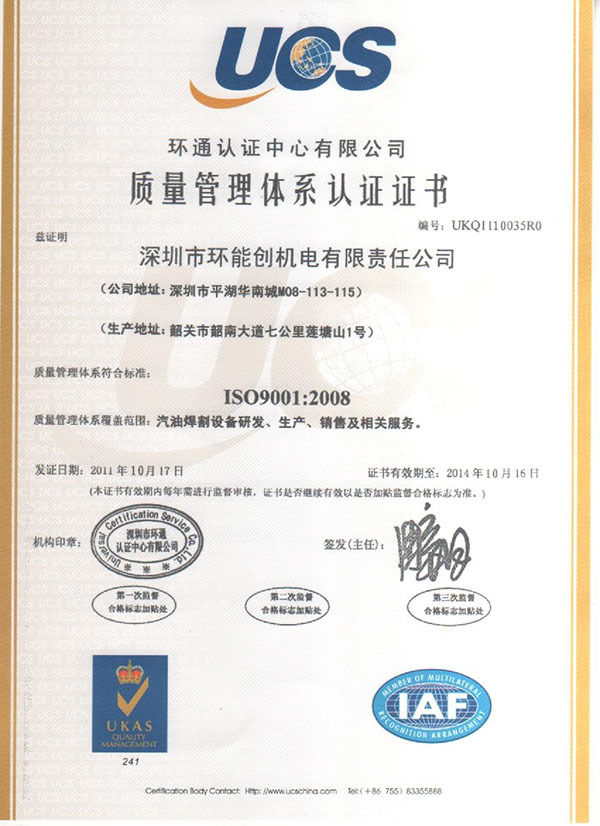 UCS
环通认证中心有限公司
质量管理体系认证证书
编号：UKQ1110035R0
兹证明
深圳市环能创机电有限责任公司
（公司地址：深圳市平湖华南城M08-113-115）
（生产地址：韶关市韶南大道七公里莲塘山1号）
质量管理体系符合标准：
ISO9001:2008
质量管理体系覆盖范围：汽油焊割设备研发、生产、销售及相关服务。
发证日期：2011年10月17日 证书有效期至：2014年10月16日
(本证书有效期内每年需进行监督审核，证书是否继续有效以是否加贴监督合格标志为准。)
机构印章：
Universal Certification Service Co.,Ltd.
深圳市环通
认证中心有限公司
签发(主任)：
第一次监督
合格标志加贴处
第二次监督
合格标志加贴处
第三次监督
合格标志加贴处
UKAS
QUALITY
MANAGEMENT
241
MEMBER OF MULTILATERAL
IAF
RECOGNITION ARRANGEMENT
Certification Body Contact: Http://www.ucschina.com Tel:(+86 755) 83355888